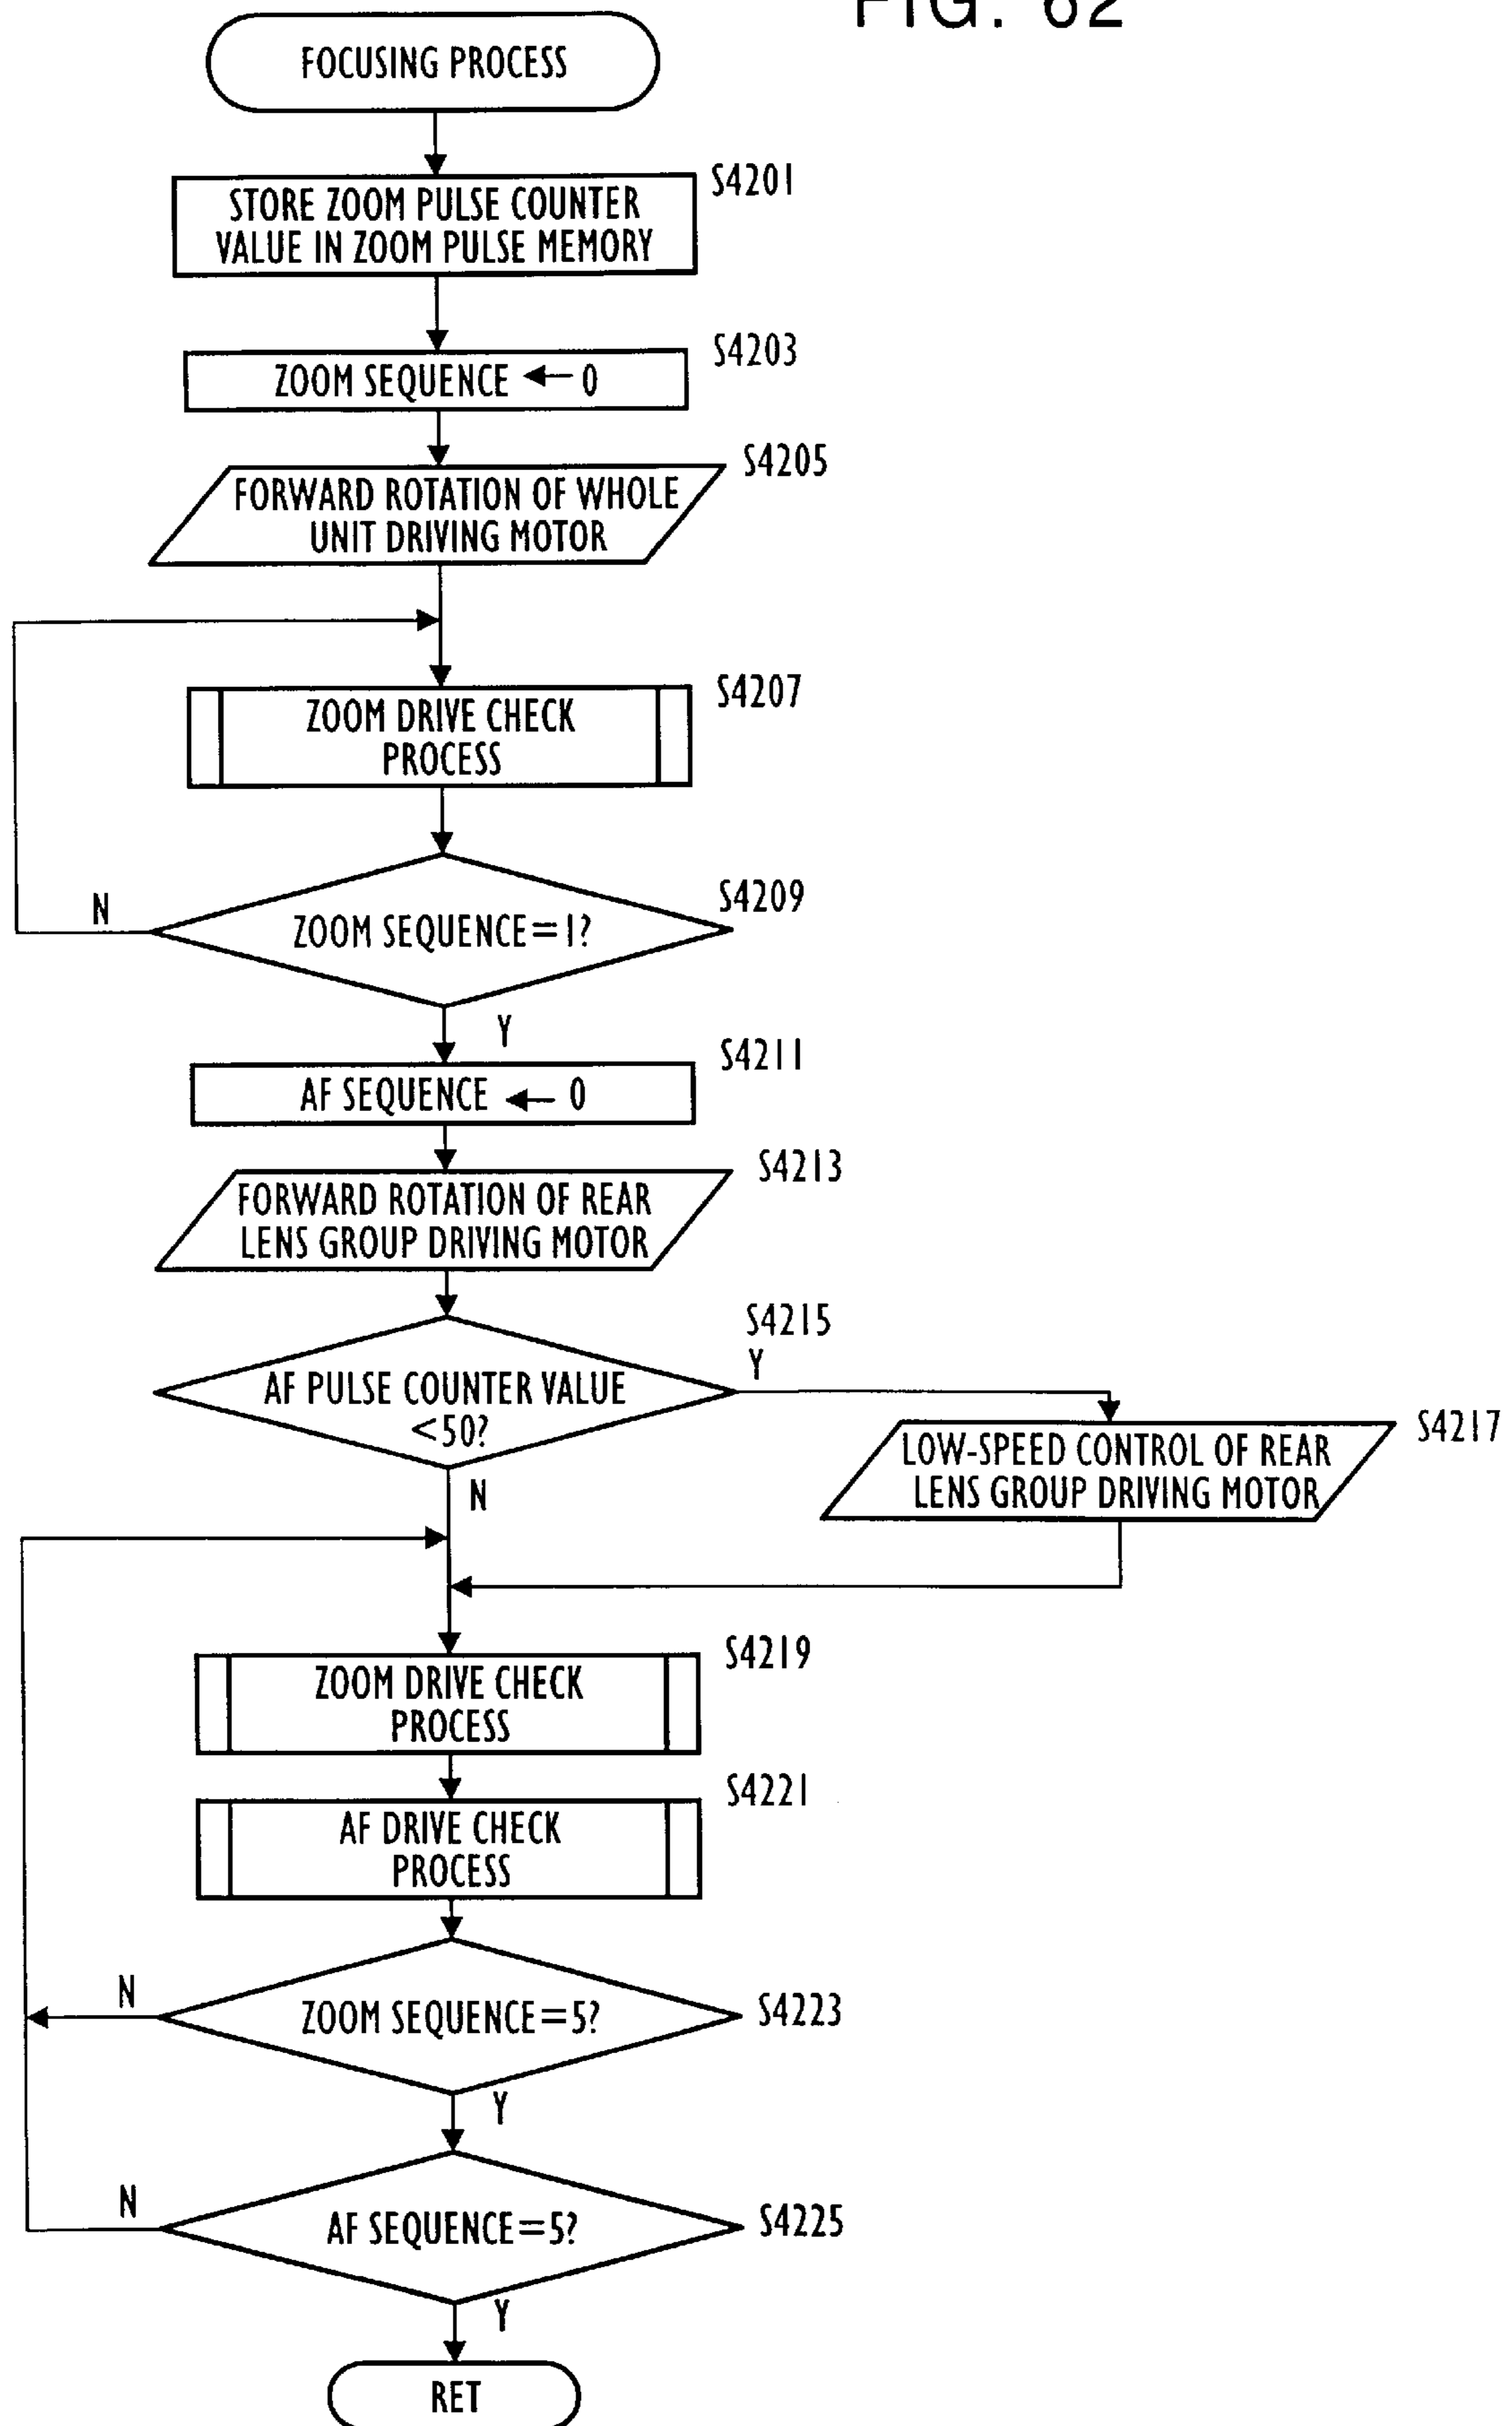 FIG. 62
FOCUSING PROCESS
S4201
STORE ZOOM PULSE COUNTER
VALUE IN ZOOM PULSE MEMORY
S4203
ZOOM SEQUENCE ← 0
S4205
FORWARD ROTATION OF WHOLE
UNIT DRIVING MOTOR
S4207
ZOOM DRIVE CHECK
PROCESS
S4209
N
ZOOM SEQUENCE=1?
Y
S4211
AF SEQUENCE ← 0
S4213
FORWARD ROTATION OF REAR
LENS GROUP DRIVING MOTOR
S4215
Y
AF PULSE COUNTER VALUE
<50?
N
S4217
LOW-SPEED CONTROL OF REAR
LENS GROUP DRIVING MOTOR
S4219
ZOOM DRIVE CHECK
PROCESS
S4221
AF DRIVE CHECK
PROCESS
N
ZOOM SEQUENCE=5?
S4223
Y
N
AF SEQUENCE=5?
S4225
Y
RET